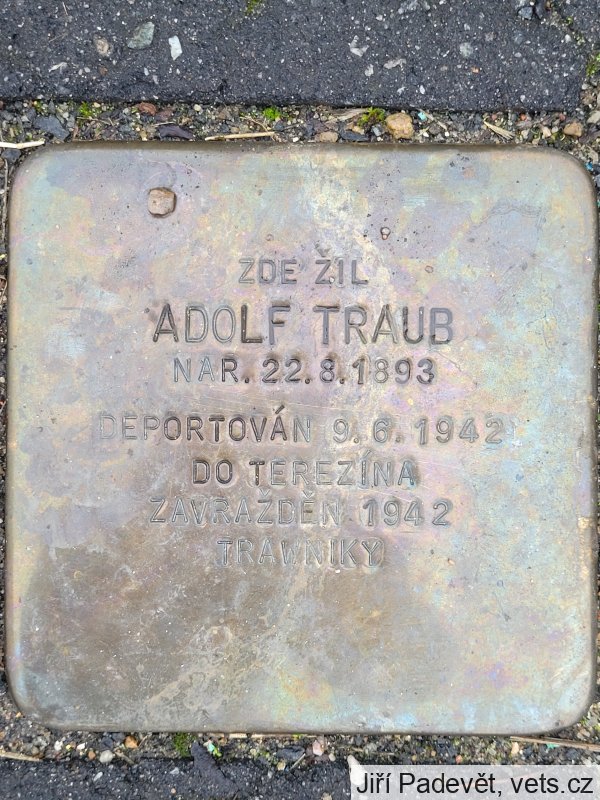 ZDE ŽIL
ADOLF TRAUB
NAR. 22.8.1893
DEPORTOVÁN 9.6.1942
DO TEREZÍNA
ZAVRAŽDĚN 1942
TRAWNIKY
Jiří Padevět, vets.cz